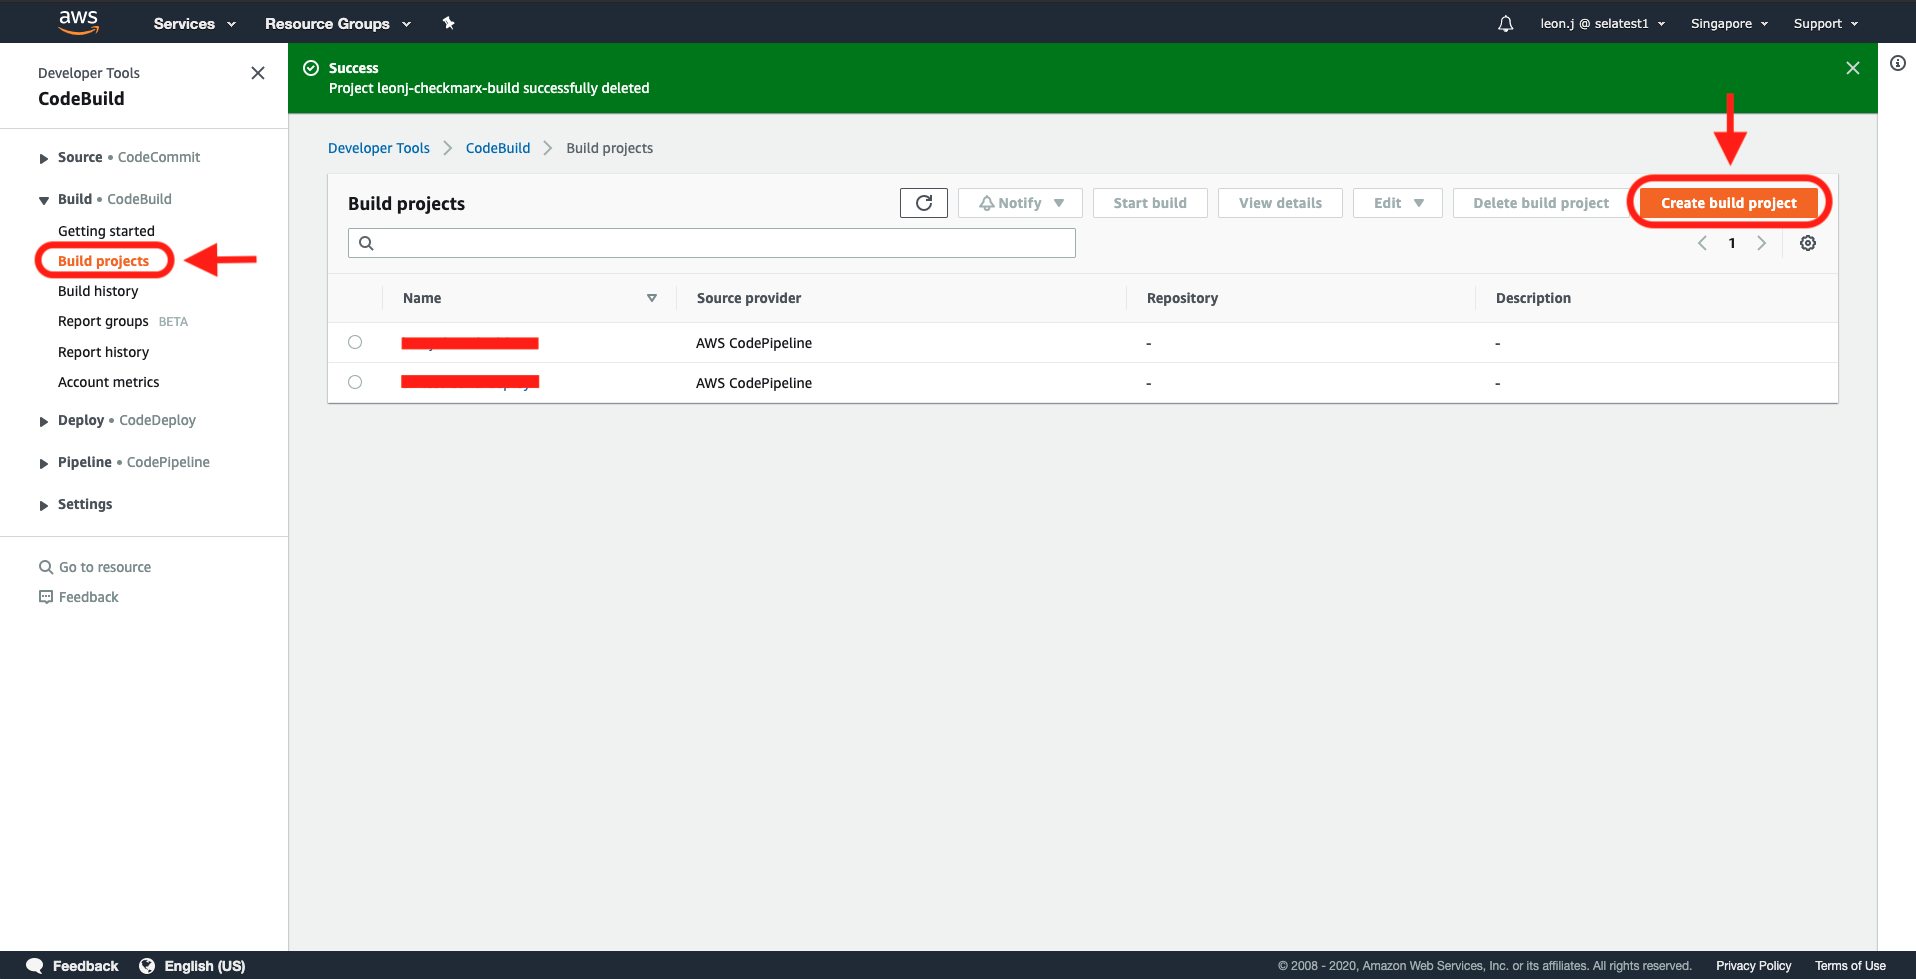 aws Services Resource Groups leon.j @ selatest1 Singapore Support
Developer Tools
CodeBuild
Source • CodeCommit
Build • CodeBuild
Getting started
Build projects
Build history
Report groups BETA
Report history
Account metrics
Deploy • CodeDeploy
Pipeline • CodePipeline
Settings
Go to resource
Feedback
Success
Project leonj-checkmarx-build successfully deleted
Developer Tools CodeBuild Build projects
Build projects Notify Start build View details Edit Delete build project Create build project
1
Name Source provider Repository Description
AWS CodePipeline - -
AWS CodePipeline - -
Feedback English (US) © 2008 - 2020, Amazon Web Services, Inc. or its affiliates. All rights reserved. Privacy Policy Terms of Use